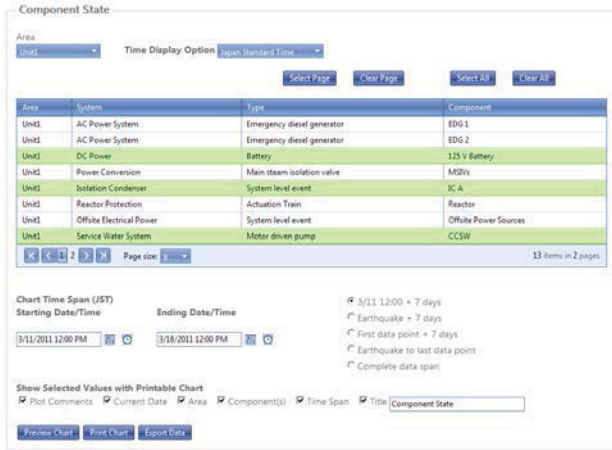 Component State
Area
Unit1
Time Display Option Japan Standard Time
Select Page Clear Page Select All Clear All
Area System Type Component
Unit1 AC Power System Emergency diesel generator EDG 1
Unit1 AC Power System Emergency diesel generator EDG 2
Unit1 DC Power Battery 125 V Battery
Unit1 Power Conversion Main steam isolation valve MSIVs
Unit1 Isolation Condenser System level event IC A
Unit1 Reactor Protection Actuation Train Reactor
Unit1 Offsite Electrical Power System level event Offsite Power Sources
Unit1 Service Water System Motor driven pump CCSW
1 2 Page size: 13 items in 2 pages
Chart Time Span (JST)
Starting Date/Time Ending Date/Time
3/11/2011 12:00 PM 3/18/2011 12:00 PM
3/11 12:00 + 7 days
Earthquake + 7 days
First data point + 7 days
Earthquake to last data point
Complete data span
Show Selected Values with Printable Chart
Plot Comments Current Date Area Component(s) Time Span Title Component State
Preview Chart Print Chart Export Data